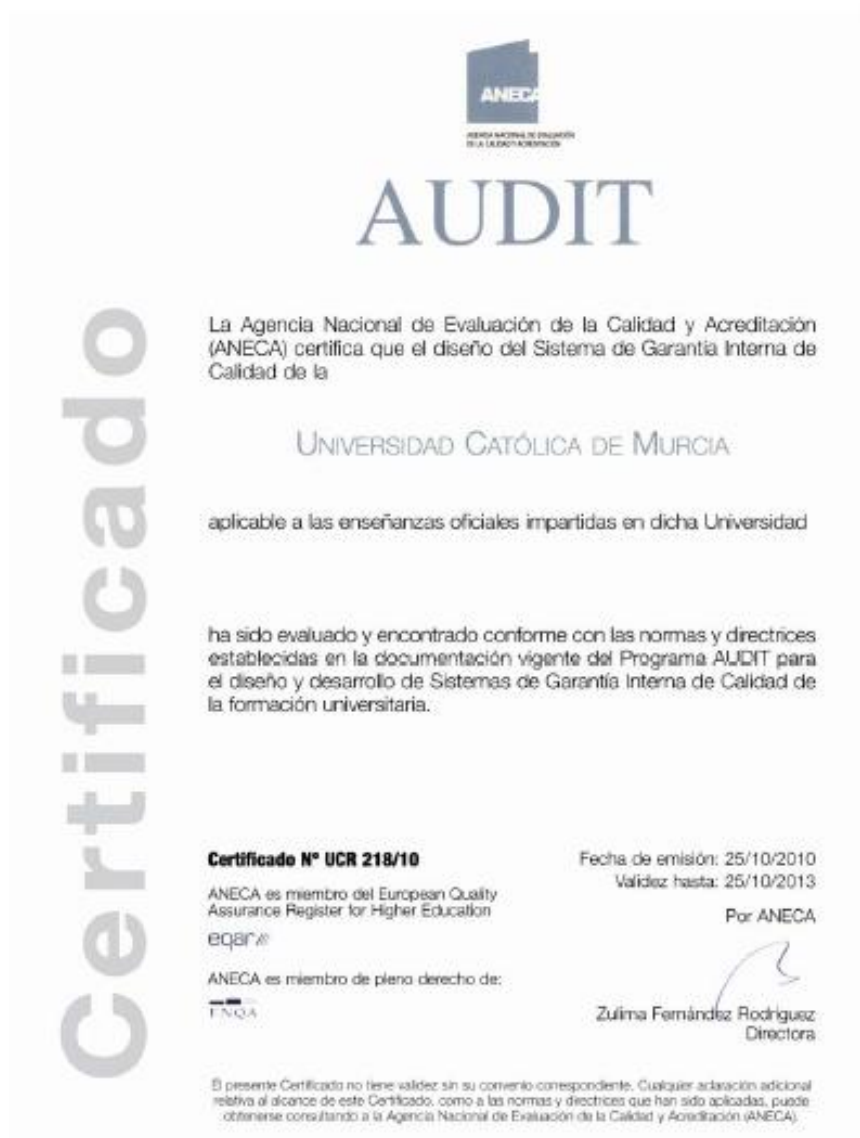 ANECA
AGENCIA NACIONAL DE EVALUACIÓN
DE LA CALIDAD Y ACREDITACIÓN
AUDIT
Certificado
La Agencia Nacional de Evaluación de la Calidad y Acreditación
(ANECA) certifica que el diseño del Sistema de Garantía Interna de
Calidad de la
UNIVERSIDAD CATÓLICA DE MURCIA
aplicable a las enseñanzas oficiales impartidas en dicha Universidad
ha sido evaluado y encontrado conforme con las normas y directrices
establecidas en la documentación vigente del Programa AUDIT para
el diseño y desarrollo de Sistemas de Garantía Interna de Calidad de
la formación universitaria.
Certificado Nº UCR 218/10
Fecha de emisión: 25/10/2010
Validez hasta: 25/10/2013
ANECA es miembro del European Quality
Assurance Register for Higher Education
Por ANECA
eqar///
ANECA es miembro de pleno derecho de:
ENQA
Zulima Fernández Rodríguez
Directora
El presente Certificado no tiene validez sin su convenio correspondiente. Cualquier aclaración adicional
relativa al alcance de este Certificado, como a las normas y directrices que han sido aplicadas, puede
obtenerse consultando a la Agencia Nacional de Evaluación de la Calidad y Acreditación (ANECA).